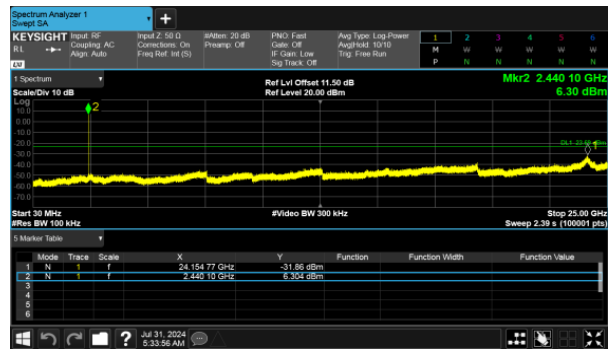 Spectrum Analyzer 1
Swept SA
KEYSIGHT Input: RF Input Z: 50 Ω #Atten: 20 dB PNO: Fast Avg Type: Log-Power 1 2 3 4 5 6
RL Coupling: AC Corrections: On Preamp: Off Gate: Off Avg|Hold: 10/10 M W W W W W
Align: Auto Freq Ref: Int (S) IF Gain: Low Trig: Free Run
Sig Track: Off P N N N N N
1 Spectrum Ref Lvl Offset 11.50 dB Mkr2 2.440 10 GHz
Scale/Div 10 dB Ref Level 20.00 dBm 6.30 dBm
Log
10.0 2
0.00
-10.0
-20.0 1
-30.0
-40.0
-50.0
-60.0
-70.0
Start 30 MHz #Video BW 300 kHz Stop 25.00 GHz
#Res BW 100 kHz Sweep 2.39 s (100001 pts)
5 Marker Table
Mode Trace Scale X Y Function Function Width Function Value
1 N 1 f 24.154 77 GHz -31.86 dBm
2 N 1 f 2.440 10 GHz 6.304 dBm
3
4
5
6
? Jul 31, 2024
5:33:56 AM